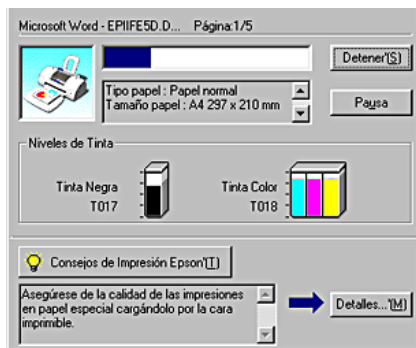 Microsoft Word - EPIIFE5D.D... Página:1/5
Detener'(S)
Tipo papel : Papel normal
Tamaño papel : A4 297 x 210 mm
Pausa
Niveles de Tinta
Tinta Negra
T017
Tinta Color
T018
Consejos de Impresión Epson'(T)
Asegúrese de la calidad de las impresiones
en papel especial cargándolo por la cara
imprimible.
Detalles...'(M)